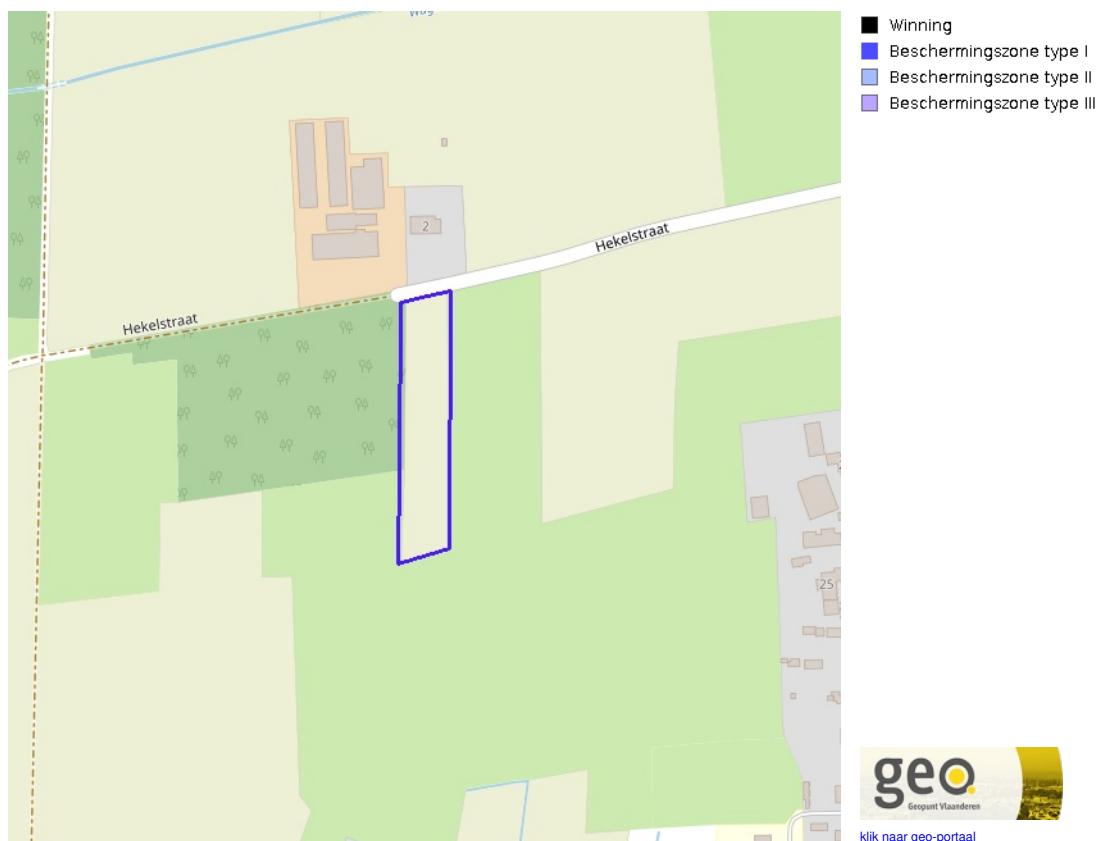 Winning
Beschermingszone type I
Beschermingszone type II
Beschermingszone type III
2
Hekelstraat
Hekelstraat
25
geo
Geopunt Vlaanderen
klik naar geo-portaal